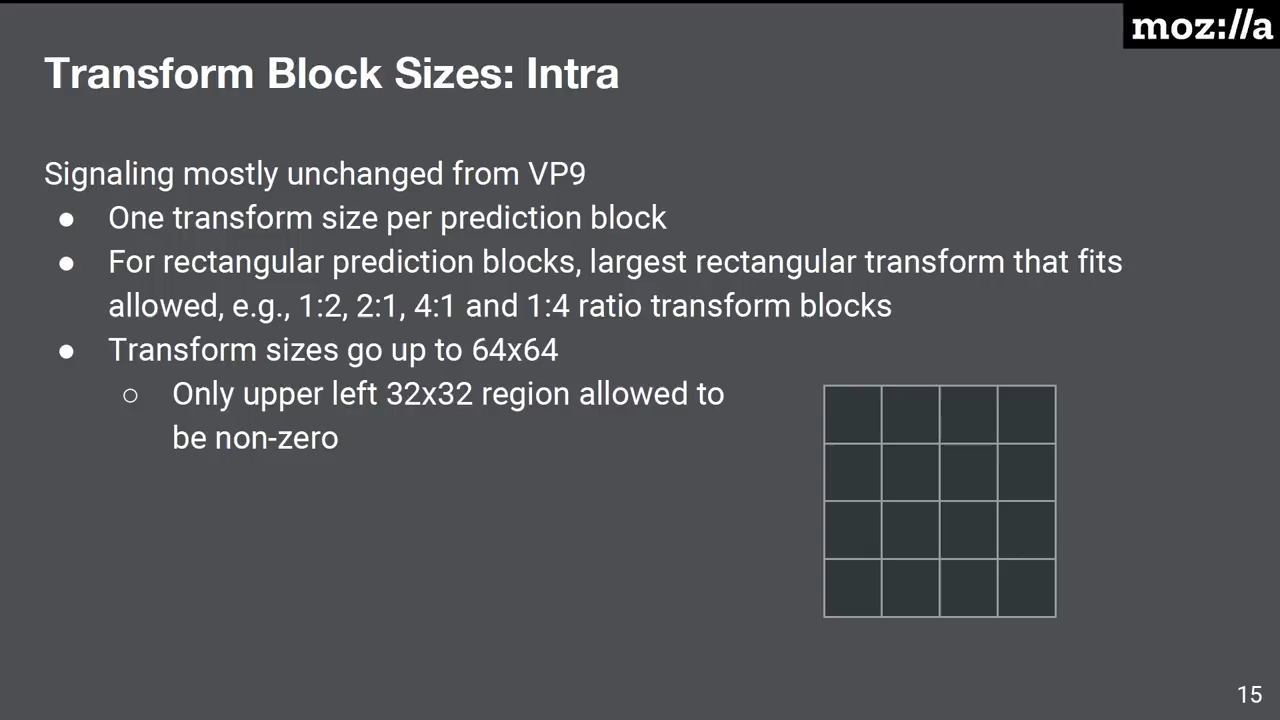 moz://a
Transform Block Sizes: Intra
Signaling mostly unchanged from VP9
● One transform size per prediction block
● For rectangular prediction blocks, largest rectangular transform that fits
allowed, e.g., 1:2, 2:1, 4:1 and 1:4 ratio transform blocks
● Transform sizes go up to 64x64
○ Only upper left 32x32 region allowed to
be non-zero
15